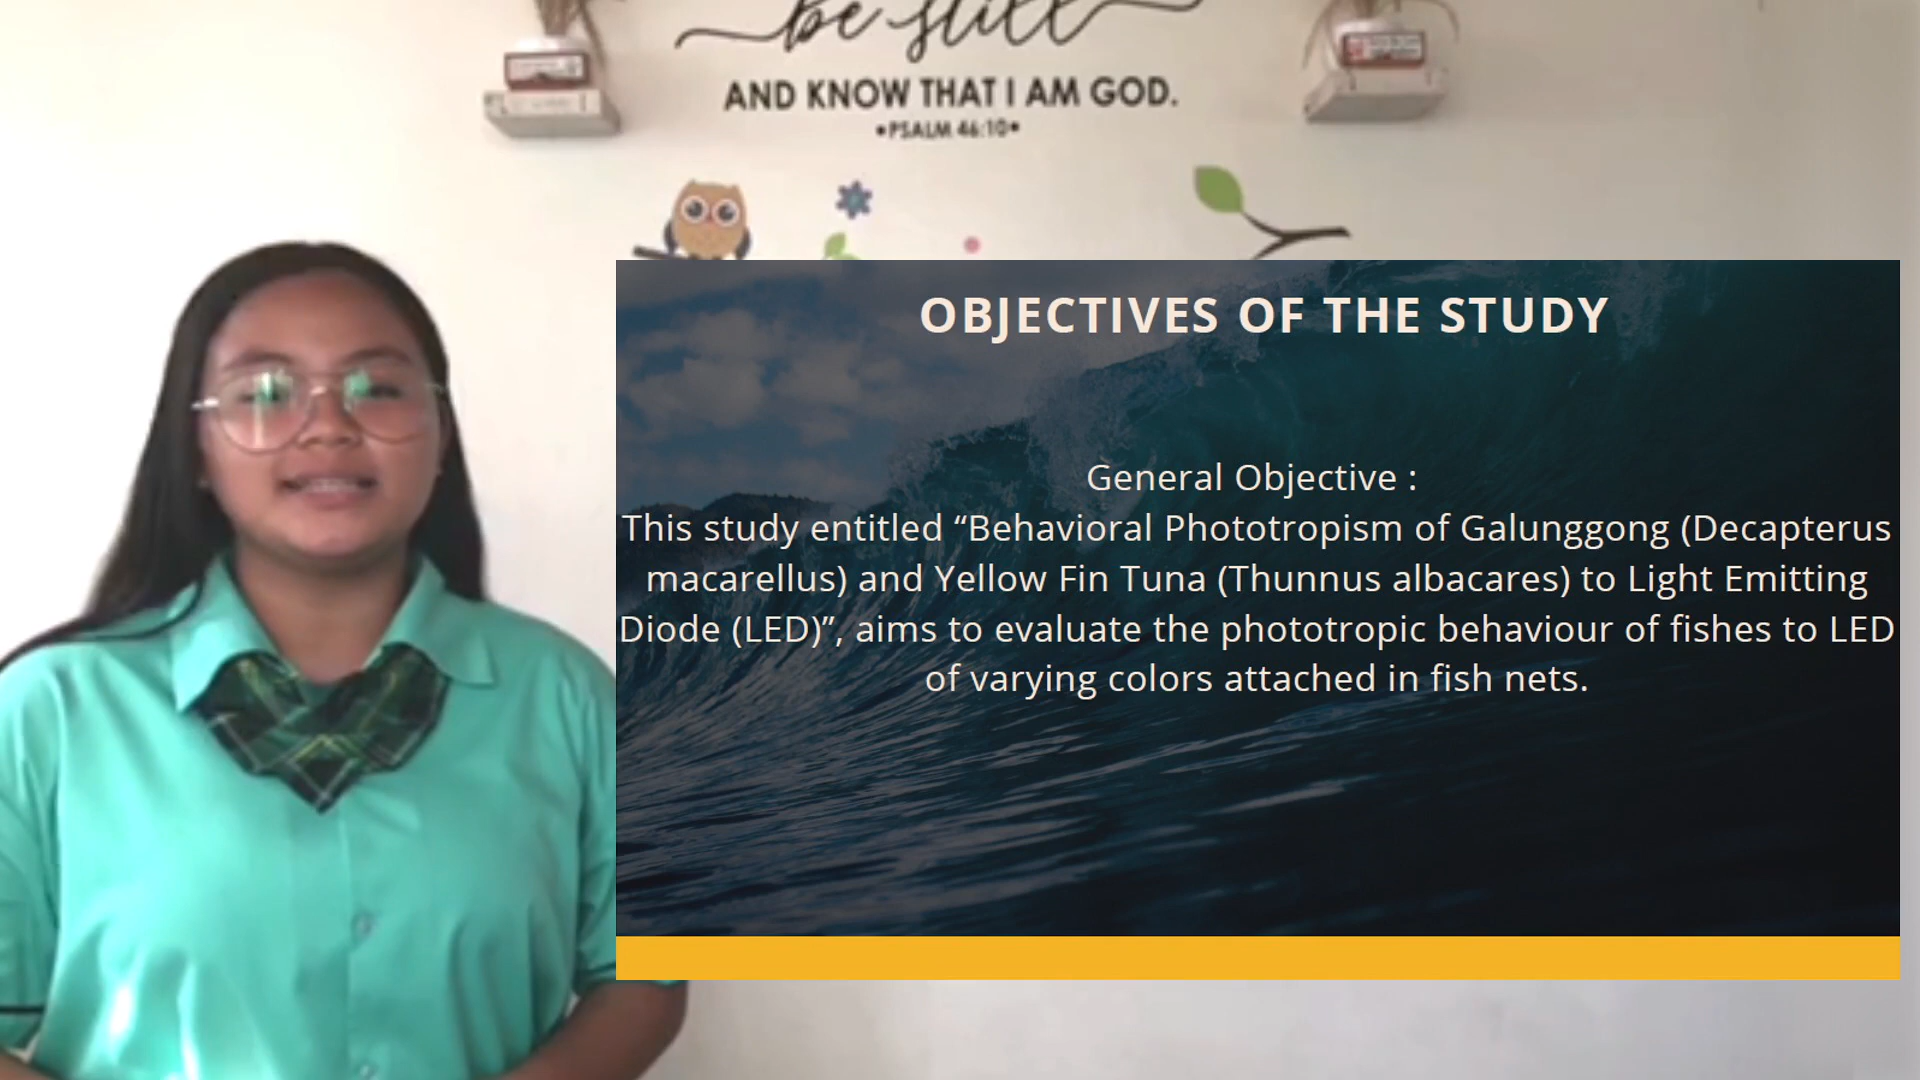 be still
AND KNOW THAT I AM GOD.
•PSALM 46:10•
OBJECTIVES OF THE STUDY
General Objective :
This study entitled “Behavioral Phototropism of Galunggong (Decapterus
macarellus) and Yellow Fin Tuna (Thunnus albacares) to Light Emitting
Diode (LED)”, aims to evaluate the phototropic behaviour of fishes to LED
of varying colors attached in fish nets.